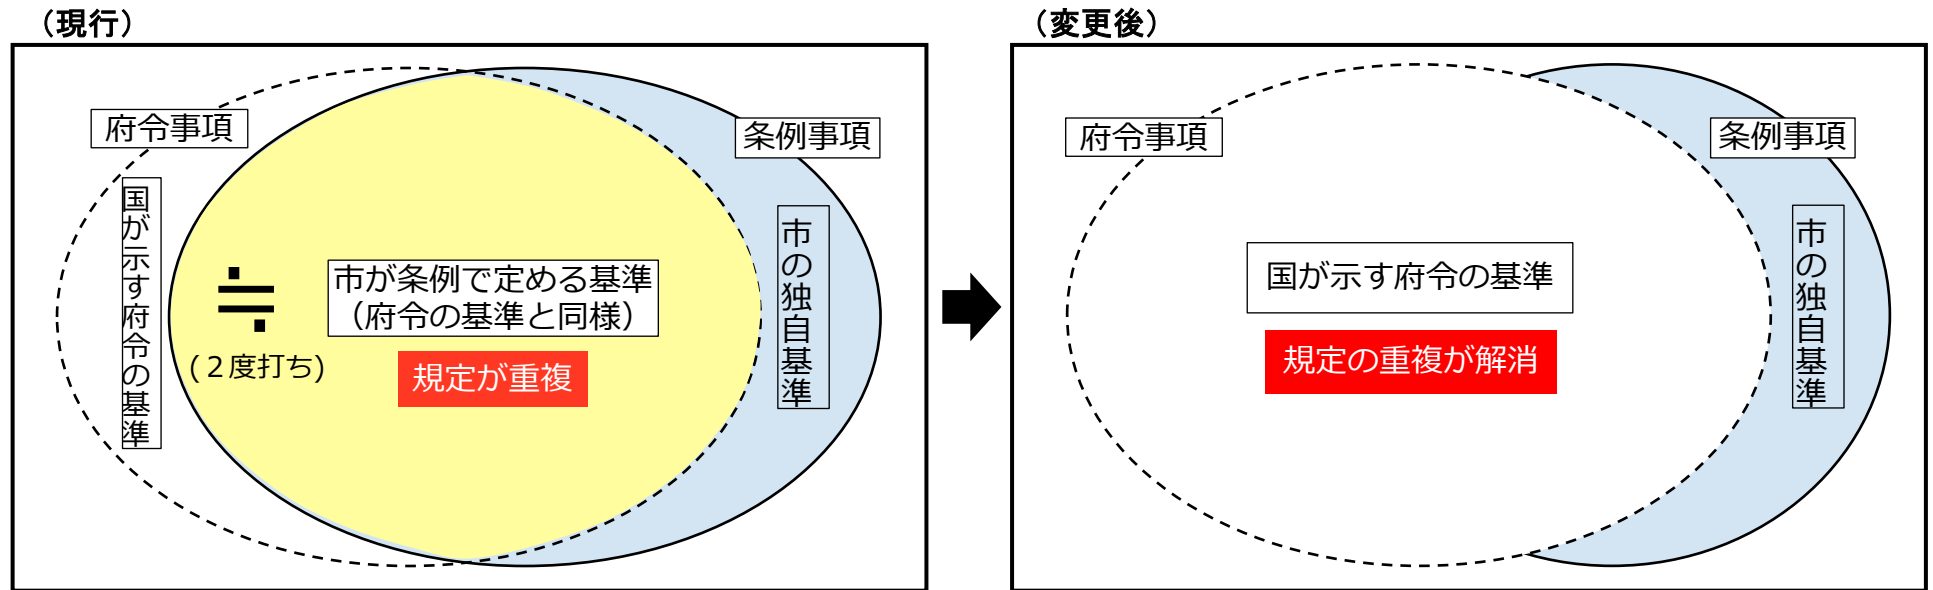 （現行）
府令事項
国が示す府令の基準
≒
(２度打ち)
市が条例で定める基準
（府令の基準と同様）
規定が重複
条例事項
市の独自基準
（変更後）
府令事項
国が示す府令の基準
規定の重複が解消
条例事項
市の独自基準